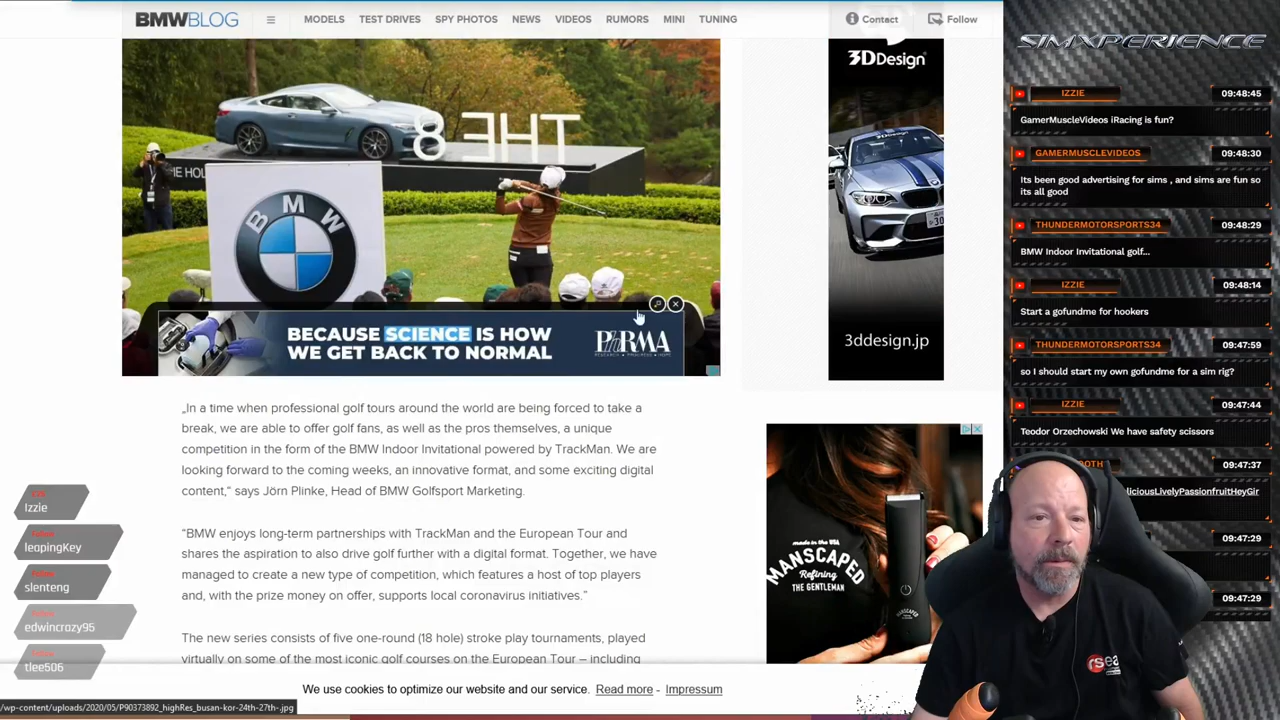 BMWBLOG
MODELS
TEST DRIVES
SPY PHOTOS
NEWS
VIDEOS
RUMORS
MINI
TUNING
Contact
Follow
THE 8
THE HOL
BMW
BECAUSE SCIENCE IS HOW
WE GET BACK TO NORMAL
PhRMA
RESEARCH • PROGRESS • HOPE
„In a time when professional golf tours around the world are being forced to take a
break, we are able to offer golf fans, as well as the pros themselves, a unique
competition in the form of the BMW Indoor Invitational powered by TrackMan. We are
looking forward to the coming weeks, an innovative format, and some exciting digital
content,“ says Jörn Plinke, Head of BMW Golfsport Marketing.
“BMW enjoys long-term partnerships with TrackMan and the European Tour and
shares the aspiration to also drive golf further with a digital format. Together, we have
managed to create a new type of competition, which features a host of top players
and, with the prize money on offer, supports local coronavirus initiatives.”
The new series consists of five one-round (18 hole) stroke play tournaments, played
virtually on some of the most iconic golf courses on the European Tour – including
3DDesign
3ddesign.jp
made in the USA
MANSCAPED
Refining
THE GENTLEMAN
We use cookies to optimize our website and our service. Read more - Impressum
/wp-content/uploads/2020/05/P90373892_highRes_busan-kor-24th-27th-.jpg
Izzie
leapingKey
slenteng
edwincrazy95
tlee506
SIMXPERIENCE
IZZIE 09:48:45
GamerMuscleVideos iRacing is fun?
GAMERMUSCLEVIDEOS 09:48:30
Its been good advertising for sims , and sims are fun so
its all good
THUNDERMOTORSPORTS34 09:48:29
BMW Indoor Invitational golf...
IZZIE 09:48:14
Start a gofundme for hookers
THUNDERMOTORSPORTS34 09:47:59
so I should start my own gofundme for a sim rig?
IZZIE 09:47:44
Teodor Orzechowski We have safety scissors
OTH 09:47:37
liciousLivelyPassionfruitHeyGir
09:47:29
09:47:29
rsea